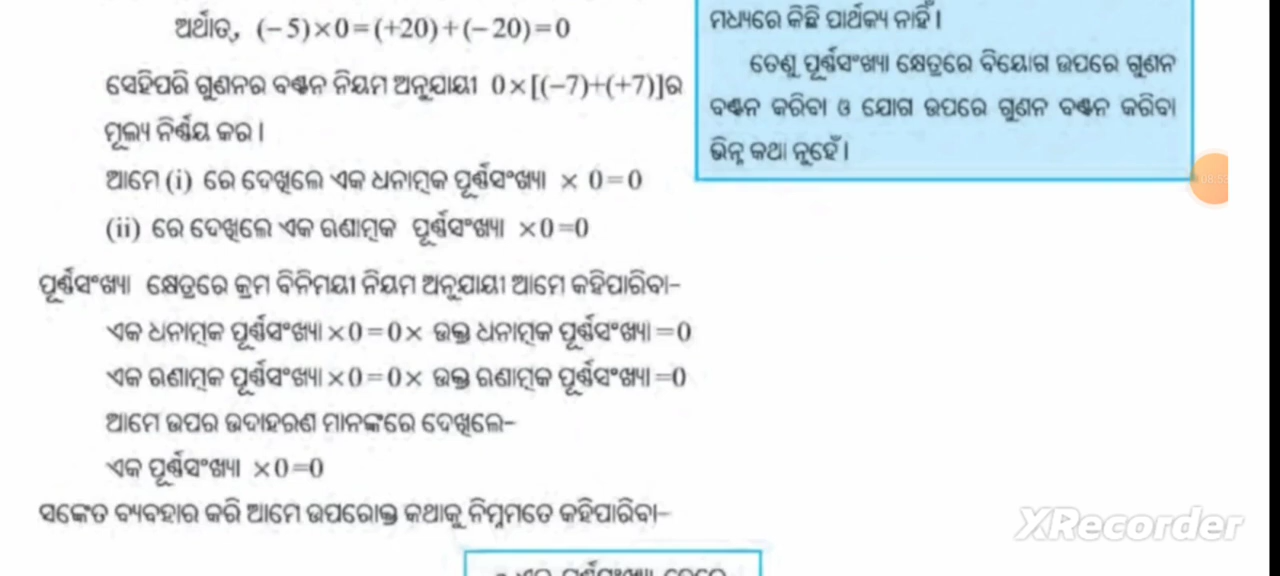 ଅର୍ଥାତ୍, (−5)×0=(+20)+(−20)=0
ସେହିପରି ଗୁଣନର ବଣ୍ଟନ ନିୟମ ଅନୁଯାୟୀ 0×[(−7)+(+7)]ର
ମୂଲ୍ୟ ନିର୍ଣ୍ଣୟ କର।
ଆମେ (i) ରେ ଦେଖିଲେ ଏକ ଧନାତ୍ମକ ପୂର୍ଣ୍ଣସଂଖ୍ୟା × 0=0
(ii) ରେ ଦେଖିଲେ ଏକ ଋଣାତ୍ମକ ପୂର୍ଣ୍ଣସଂଖ୍ୟା ×0=0
ପୂର୍ଣ୍ଣସଂଖ୍ୟା କ୍ଷେତ୍ରରେ କ୍ରମ ବିନିମୟୀ ନିୟମ ଅନୁଯାୟୀ ଆମେ କହିପାରିବା−
ଏକ ଧନାତ୍ମକ ପୂର୍ଣ୍ଣସଂଖ୍ୟା ×0=0× ଉକ୍ତ ଧନାତ୍ମକ ପୂର୍ଣ୍ଣସଂଖ୍ୟା =0
ଏକ ଋଣାତ୍ମକ ପୂର୍ଣ୍ଣସଂଖ୍ୟା ×0=0× ଉକ୍ତ ଋଣାତ୍ମକ ପୂର୍ଣ୍ଣସଂଖ୍ୟା =0
ଆମେ ଉପର ଉଦାହରଣ ମାନଙ୍କରେ ଦେଖିଲେ−
ଏକ ପୂର୍ଣ୍ଣସଂଖ୍ୟା ×0=0
ସଙ୍କେତ ବ୍ୟବହାର କରି ଆମେ ଉପରୋକ୍ତ କଥାକୁ ନିମ୍ନମତେ କହିପାରିବା−
ମଧ୍ୟରେ କିଛି ପାର୍ଥକ୍ୟ ନାହିଁ।
ତେଣୁ ପୂର୍ଣ୍ଣସଂଖ୍ୟା କ୍ଷେତ୍ରରେ ବିୟୋଗ ଉପରେ ଗୁଣନ
ବଣ୍ଟନ କରିବା ଓ ଯୋଗ ଉପରେ ଗୁଣନ ବଣ୍ଟନ କରିବା
ଭିନ୍ନ କଥା ନୁହେଁ।
XRecorder